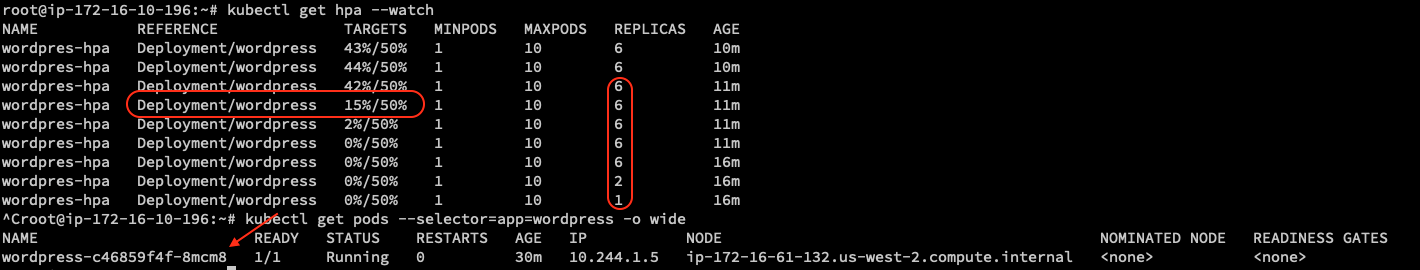 root@ip-172-16-10-196:~# kubectl get hpa --watch
NAME REFERENCE TARGETS MINPODS MAXPODS REPLICAS AGE
wordpres-hpa Deployment/wordpress 43%/50% 1 10 6 10m
wordpres-hpa Deployment/wordpress 44%/50% 1 10 6 10m
wordpres-hpa Deployment/wordpress 42%/50% 1 10 6 11m
wordpres-hpa Deployment/wordpress 15%/50% 1 10 6 11m
wordpres-hpa Deployment/wordpress 2%/50% 1 10 6 11m
wordpres-hpa Deployment/wordpress 0%/50% 1 10 6 11m
wordpres-hpa Deployment/wordpress 0%/50% 1 10 6 16m
wordpres-hpa Deployment/wordpress 0%/50% 1 10 2 16m
wordpres-hpa Deployment/wordpress 0%/50% 1 10 1 16m
^Croot@ip-172-16-10-196:~# kubectl get pods --selector=app=wordpress -o wide
NAME READY STATUS RESTARTS AGE IP NODE NOMINATED NODE READINESS GATES
wordpress-c46859f4f-8mcm8 1/1 Running 0 30m 10.244.1.5 ip-172-16-61-132.us-west-2.compute.internal <none> <none>